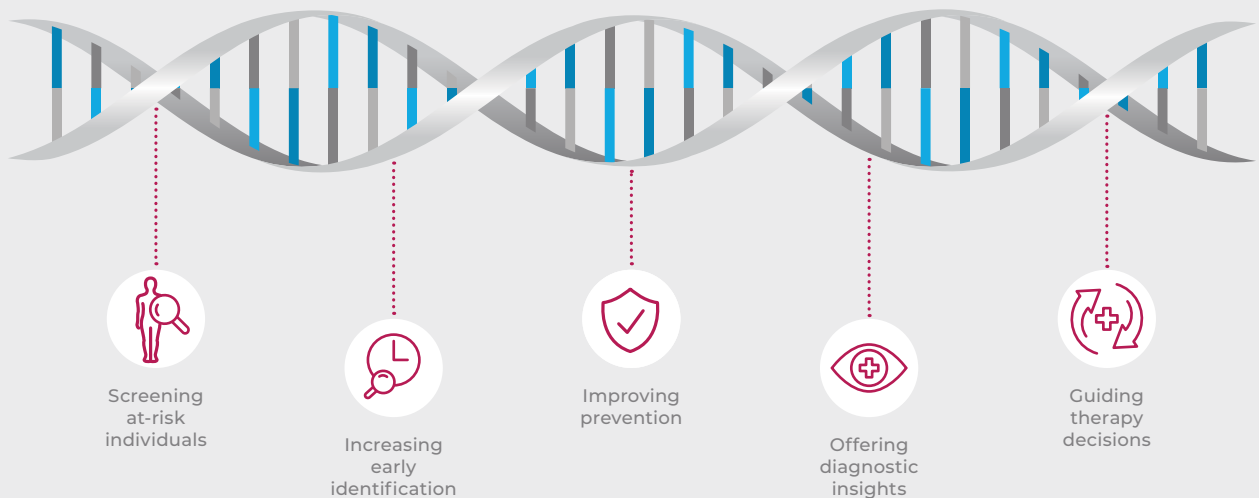 Screening
at-risk
individuals
Increasing
early
identification
Improving
prevention
Offering
diagnostic
insights
Guiding
therapy
decisions